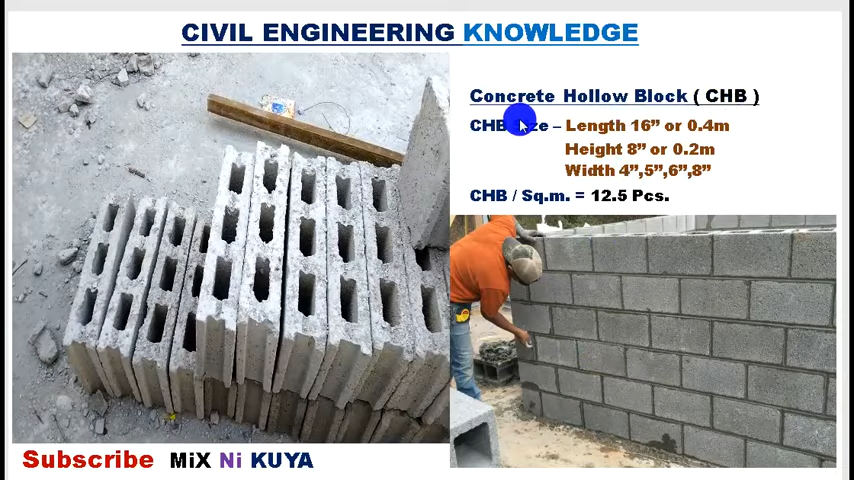 CIVIL ENGINEERING KNOWLEDGE
Concrete Hollow Block ( CHB )
CHB Size – Length 16” or 0.4m
Height 8” or 0.2m
Width 4”,5”,6”,8”
CHB / Sq.m. = 12.5 Pcs.
Subscribe MiX Ni KUYA